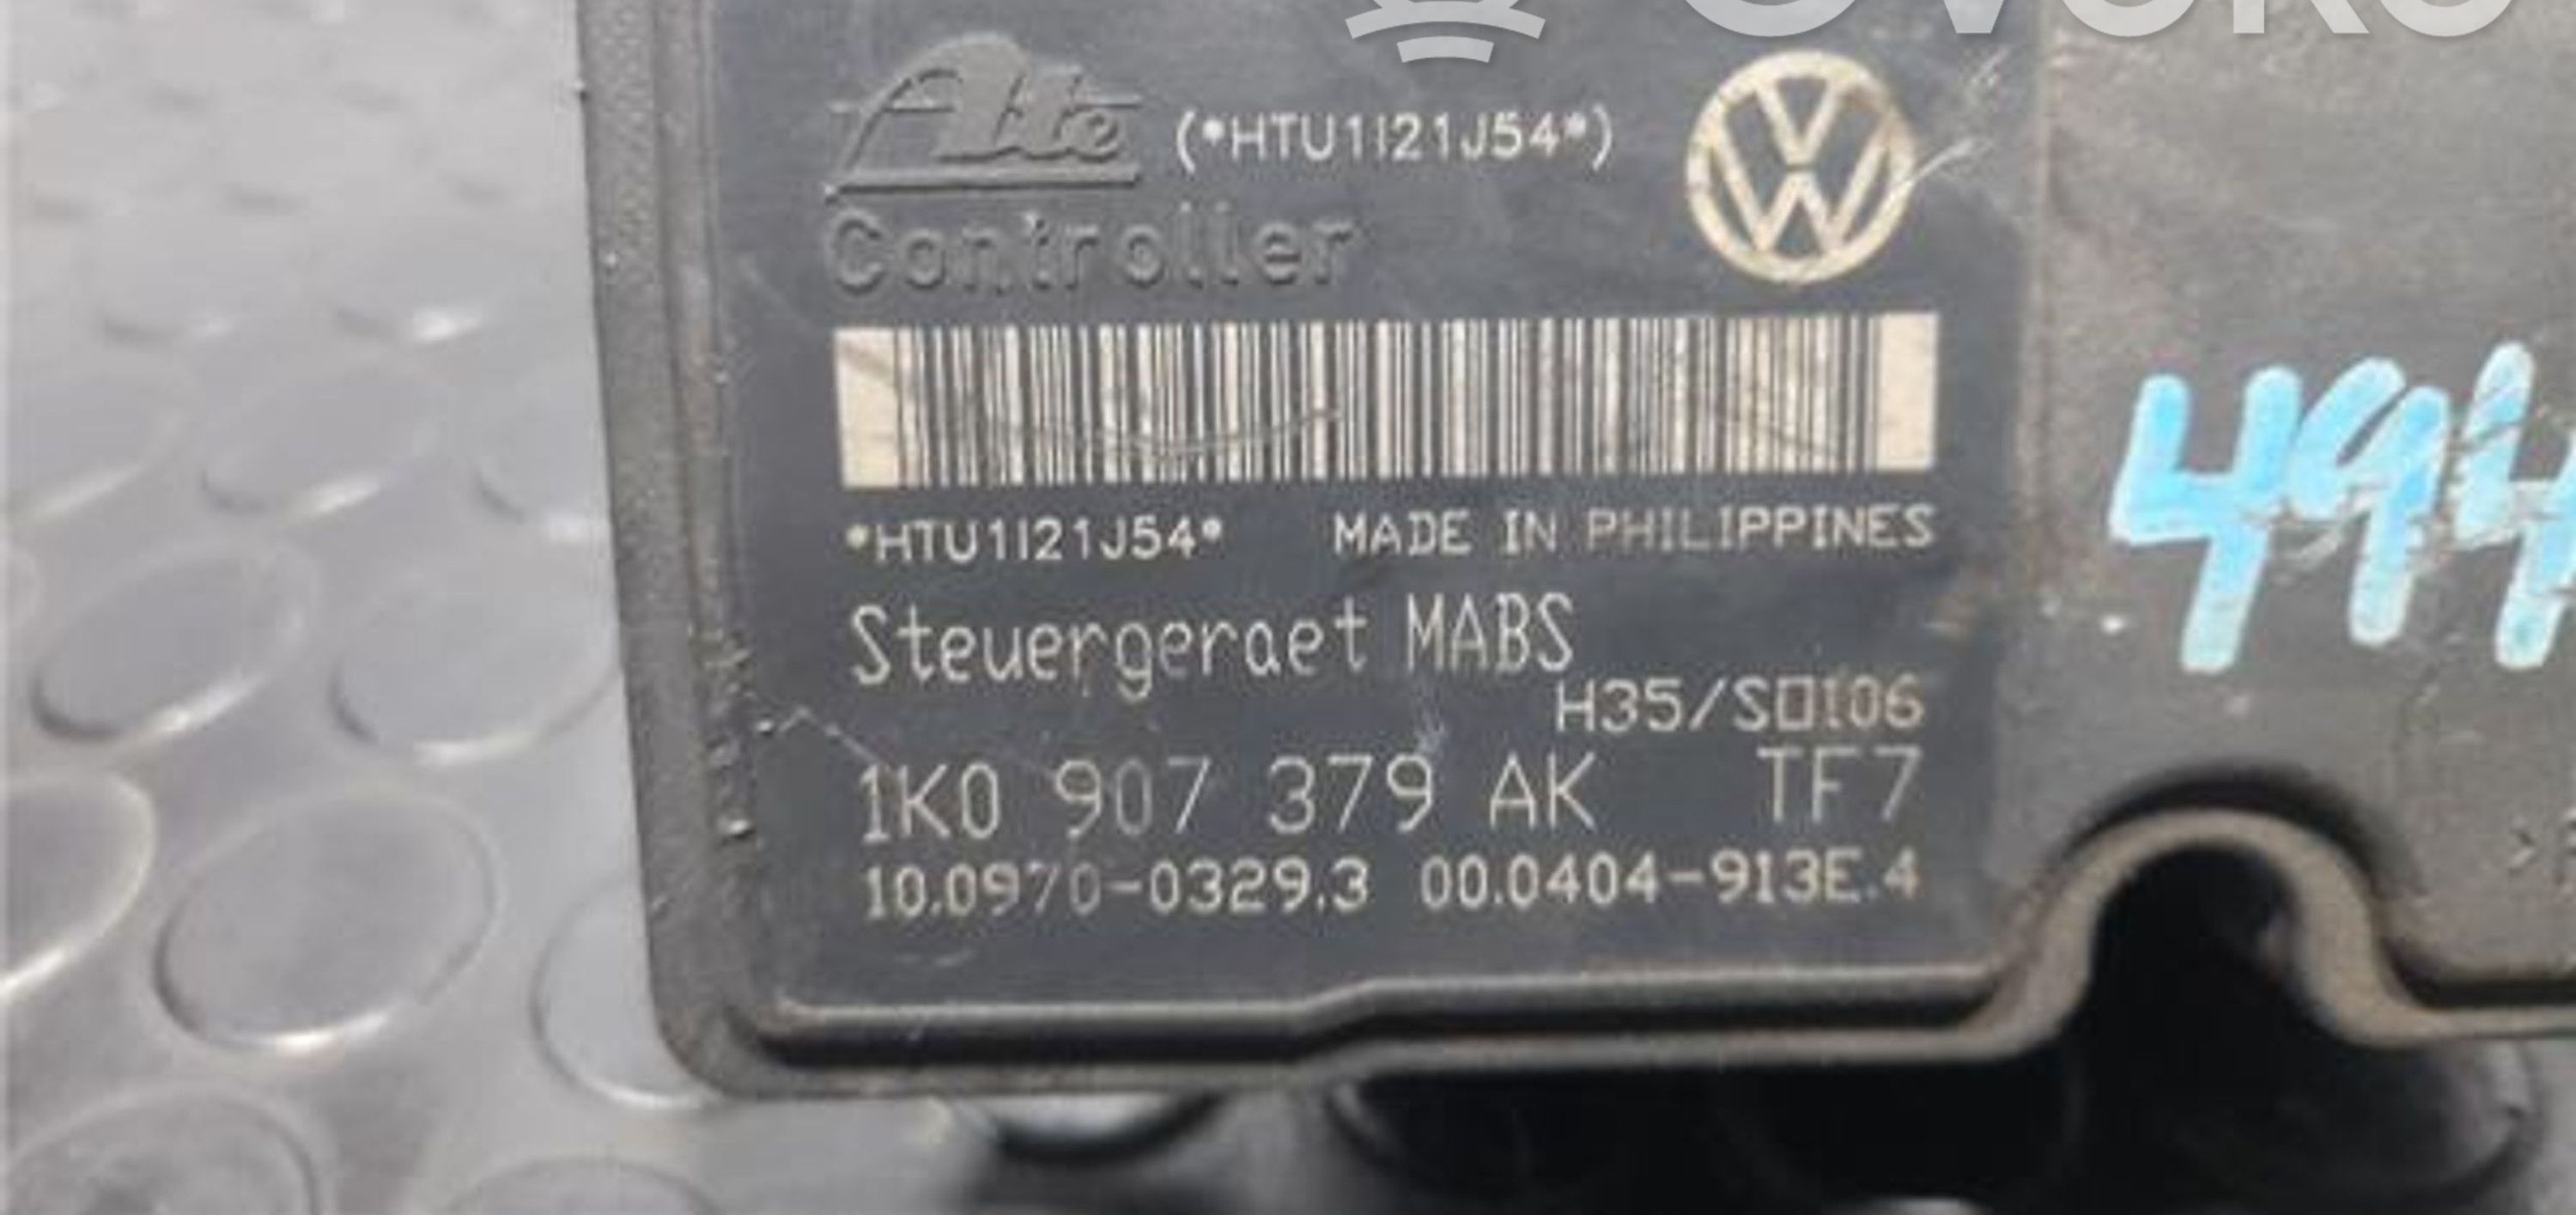 Ate (*HTU1I21J54*)
Controller
*HTU1I21J54* MADE IN PHILIPPINES
Steuergeraet MABS
H35/S0106
1K0 907 379 AK TF7
10.0970-0329.3 00.0404-913E.4